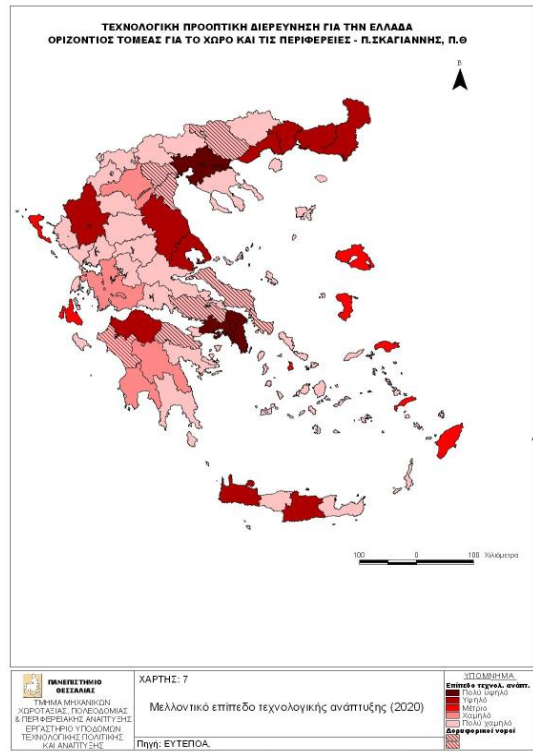 ΤΕΧΝΟΛΟΓΙΚΗ ΠΡΟΟΠΤΙΚΗ ΔΙΕΡΕΥΝΗΣΗ ΓΙΑ ΤΗΝ ΕΛΛΑΔΑ
ΟΡΙΖΟΝΤΙΟΣ ΤΟΜΕΑΣ ΓΙΑ ΤΟ ΧΩΡΟ ΚΑΙ ΤΙΣ ΠΕΡΙΦΕΡΕΙΕΣ - Π.ΣΚΑΓΙΑΝΝΗΣ, Π.Θ
Β
100 0 100 Χιλιόμετρα
ΠΑΝΕΠΙΣΤΗΜΙΟ
ΘΕΣΣΑΛΙΑΣ
ΤΜΗΜΑ ΜΗΧΑΝΙΚΩΝ
ΧΩΡΟΤΑΞΙΑΣ, ΠΟΛΕΟΔΟΜΙΑΣ
& ΠΕΡΙΦΕΡΕΙΑΚΗΣ ΑΝΑΠΤΥΞΗΣ
ΕΡΓΑΣΤΗΡΙΟ ΥΠΟΔΟΜΩΝ
ΤΕΧΝΟΛΟΓΙΚΗΣ ΠΟΛΙΤΙΚΗΣ
ΚΑΙ ΑΝΑΠΤΥΞΗΣ
ΧΑΡΤΗΣ: 7
Μελλοντικό επίπεδο τεχνολογικής ανάπτυξης (2020)
Πηγή: ΕΥΤΕΠΟΑ.
ΥΠΟΜΝΗΜΑ
Επίπεδο τεχνολ. ανάπτ.
Πολύ υψηλό
Υψηλό
Μέτριο
Χαμηλό
Πολύ χαμηλό
Δορυφορικοί νομοί